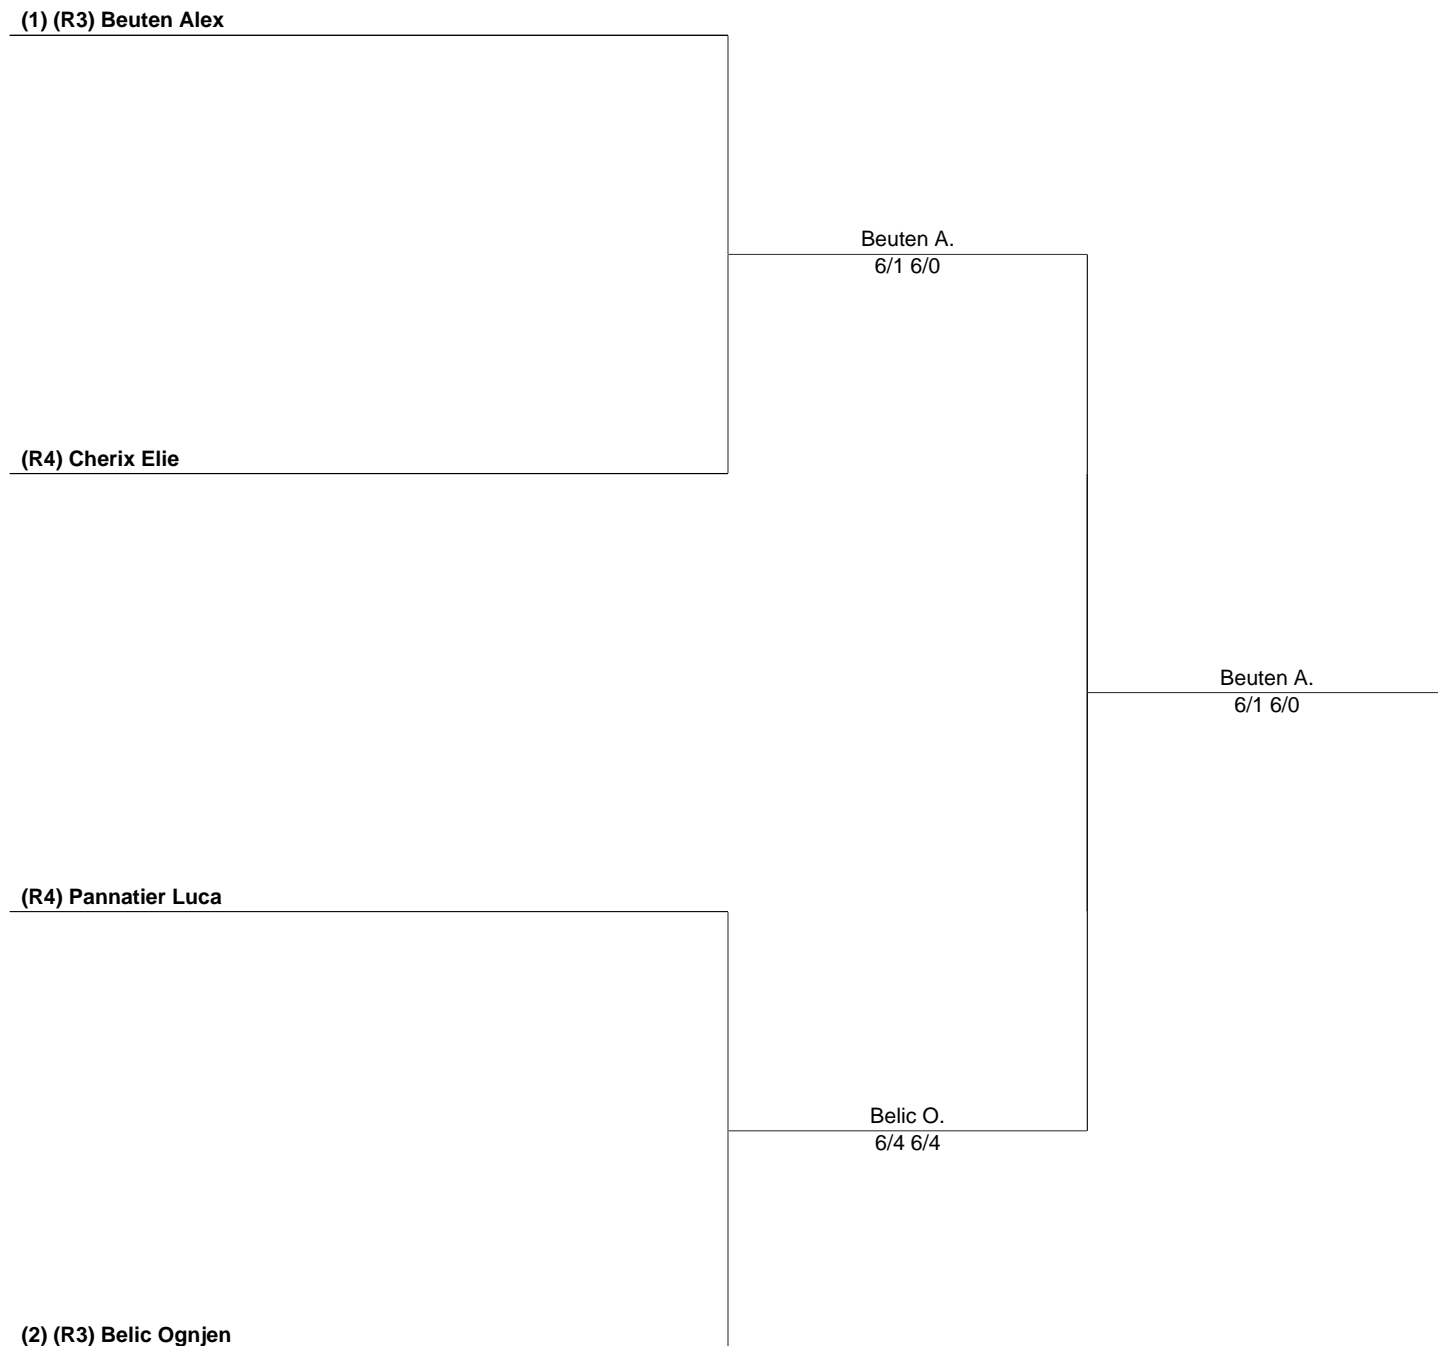 (1) (R3) Beuten Alex
Beuten A.
6/1 6/0
(R4) Cherix Elie
Beuten A.
6/1 6/0
(R4) Pannatier Luca
Belic O.
6/4 6/4
(2) (R3) Belic Ognjen